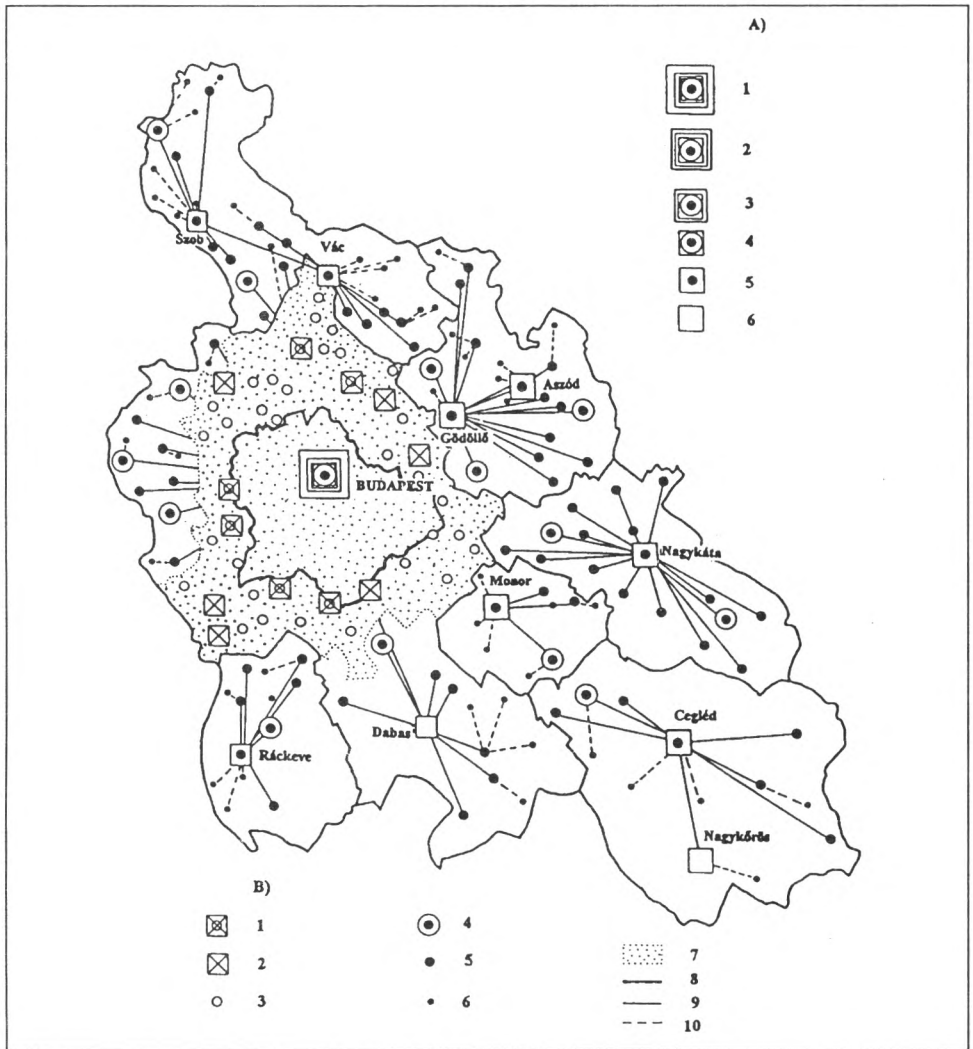 A)
1
2
3
4
5
6
Szob
Vác
Aszód
Gödöllő
BUDAPEST
Nagykáta
Monor
Cegléd
Dabas
Ráckeve
Nagykőrös
B)
1
2
3
4
5
6
7
8
9
10